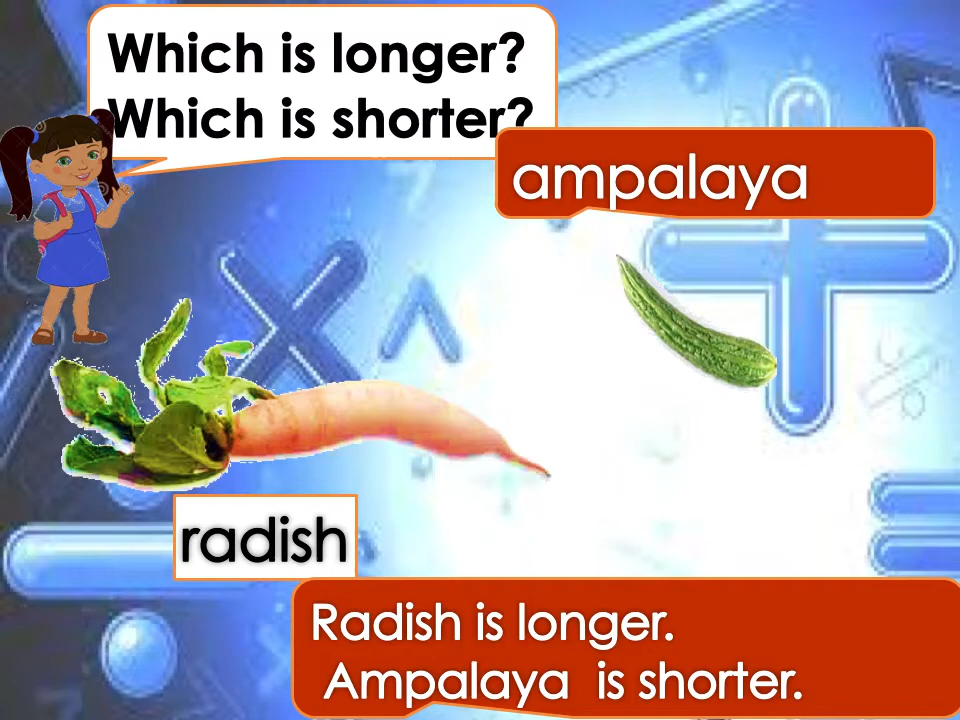 Which is longer?
Which is shorter?
ampalaya
radish
Radish is longer.
Ampalaya is shorter.